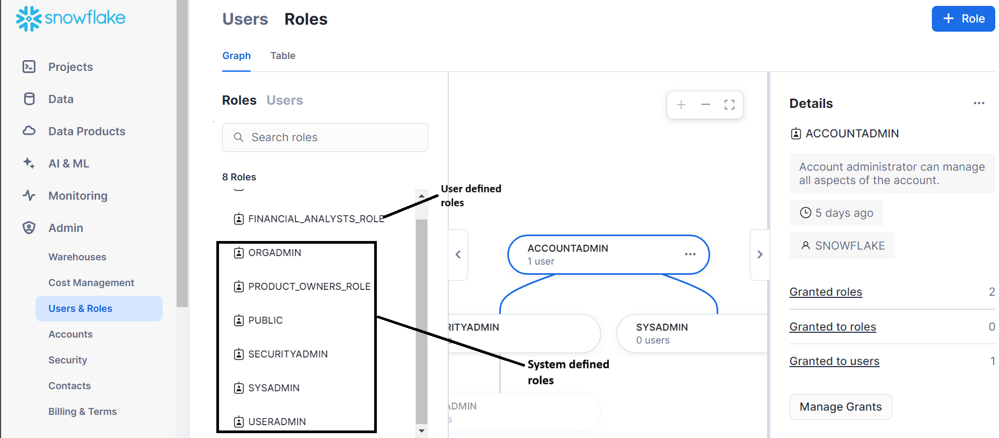 snowflake
Projects
Data
Data Products
AI & ML
Monitoring
Admin
Warehouses
Cost Management
Users & Roles
Accounts
Security
Contacts
Billing & Terms
Users Roles
+ Role
Graph Table
Roles Users
Search roles
8 Roles
FINANCIAL_ANALYSTS_ROLE
ORGADMIN
PRODUCT_OWNERS_ROLE
PUBLIC
SECURITYADMIN
SYSADMIN
USERADMIN
User defined
roles
ACCOUNTADMIN
1 user
RITYADMIN
SYSADMIN
0 users
System defined
roles
ADMIN
s
Details
ACCOUNTADMIN
Account administrator can manage
all aspects of the account.
5 days ago
SNOWFLAKE
Granted roles 2
Granted to roles 0
Granted to users 1
Manage Grants